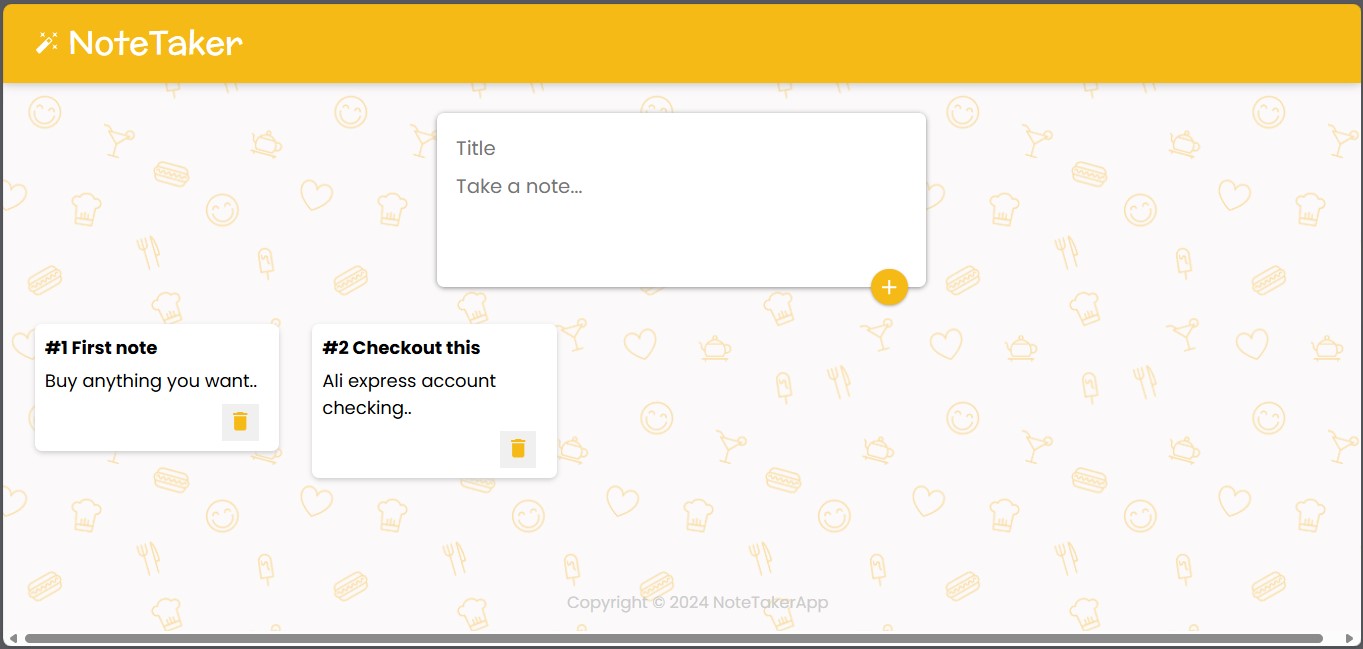 NoteTaker
Title
Take a note...
#1 First note
Buy anything you want..
#2 Checkout this
Ali express account
checking..
Copyright © 2024 NoteTakerApp